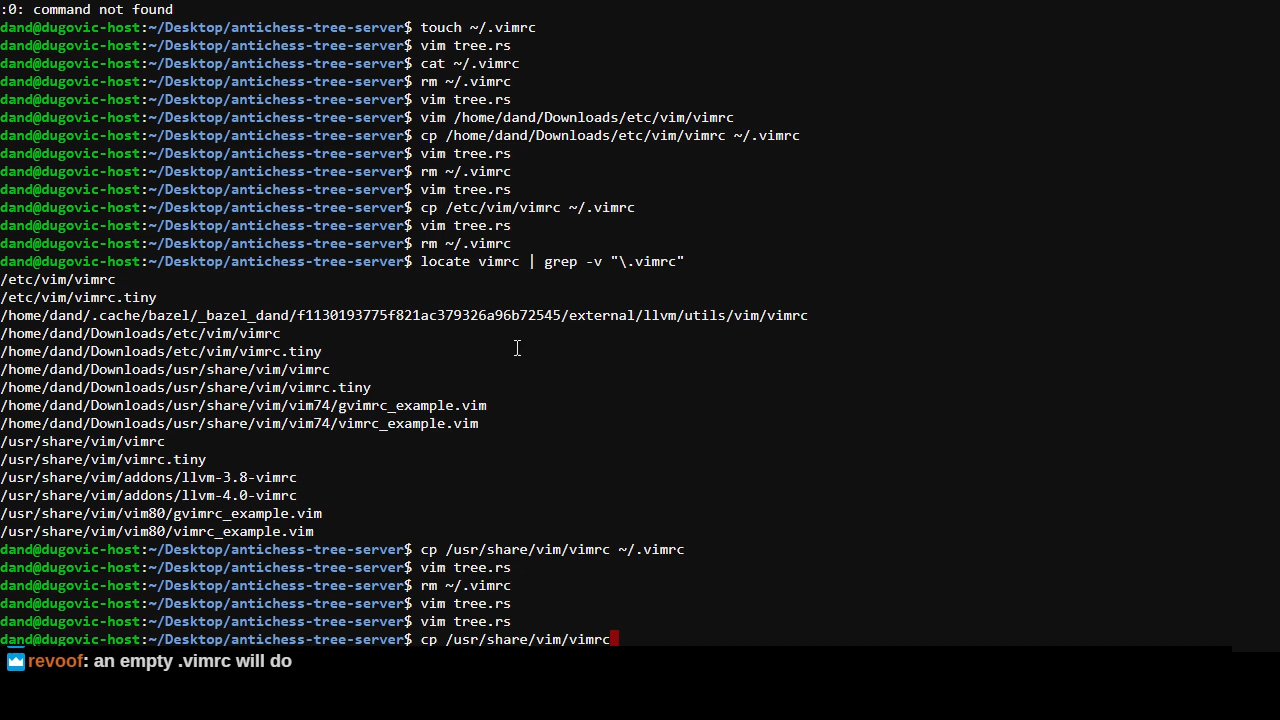 :0: command not found
dand@dugovic-host:~/Desktop/antichess-tree-server$ touch ~/.vimrc
dand@dugovic-host:~/Desktop/antichess-tree-server$ vim tree.rs
dand@dugovic-host:~/Desktop/antichess-tree-server$ cat ~/.vimrc
dand@dugovic-host:~/Desktop/antichess-tree-server$ rm ~/.vimrc
dand@dugovic-host:~/Desktop/antichess-tree-server$ vim tree.rs
dand@dugovic-host:~/Desktop/antichess-tree-server$ vim /home/dand/Downloads/etc/vim/vimrc
dand@dugovic-host:~/Desktop/antichess-tree-server$ cp /home/dand/Downloads/etc/vim/vimrc ~/.vimrc
dand@dugovic-host:~/Desktop/antichess-tree-server$ vim tree.rs
dand@dugovic-host:~/Desktop/antichess-tree-server$ rm ~/.vimrc
dand@dugovic-host:~/Desktop/antichess-tree-server$ vim tree.rs
dand@dugovic-host:~/Desktop/antichess-tree-server$ cp /etc/vim/vimrc ~/.vimrc
dand@dugovic-host:~/Desktop/antichess-tree-server$ vim tree.rs
dand@dugovic-host:~/Desktop/antichess-tree-server$ rm ~/.vimrc
dand@dugovic-host:~/Desktop/antichess-tree-server$ locate vimrc | grep -v "\.vimrc"
/etc/vim/vimrc
/etc/vim/vimrc.tiny
/home/dand/.cache/bazel/_bazel_dand/f1130193775f821ac379326a96b72545/external/llvm/utils/vim/vimrc
/home/dand/Downloads/etc/vim/vimrc
/home/dand/Downloads/etc/vim/vimrc.tiny
/home/dand/Downloads/usr/share/vim/vimrc
/home/dand/Downloads/usr/share/vim/vimrc.tiny
/home/dand/Downloads/usr/share/vim/vim74/gvimrc_example.vim
/home/dand/Downloads/usr/share/vim/vim74/vimrc_example.vim
/usr/share/vim/vimrc
/usr/share/vim/vimrc.tiny
/usr/share/vim/addons/llvm-3.8-vimrc
/usr/share/vim/addons/llvm-4.0-vimrc
/usr/share/vim/vim80/gvimrc_example.vim
/usr/share/vim/vim80/vimrc_example.vim
dand@dugovic-host:~/Desktop/antichess-tree-server$ cp /usr/share/vim/vimrc ~/.vimrc
dand@dugovic-host:~/Desktop/antichess-tree-server$ vim tree.rs
dand@dugovic-host:~/Desktop/antichess-tree-server$ rm ~/.vimrc
dand@dugovic-host:~/Desktop/antichess-tree-server$ vim tree.rs
dand@dugovic-host:~/Desktop/antichess-tree-server$ vim tree.rs
dand@dugovic-host:~/Desktop/antichess-tree-server$ cp /usr/share/vim/vimrc
revoof: an empty .vimrc will do